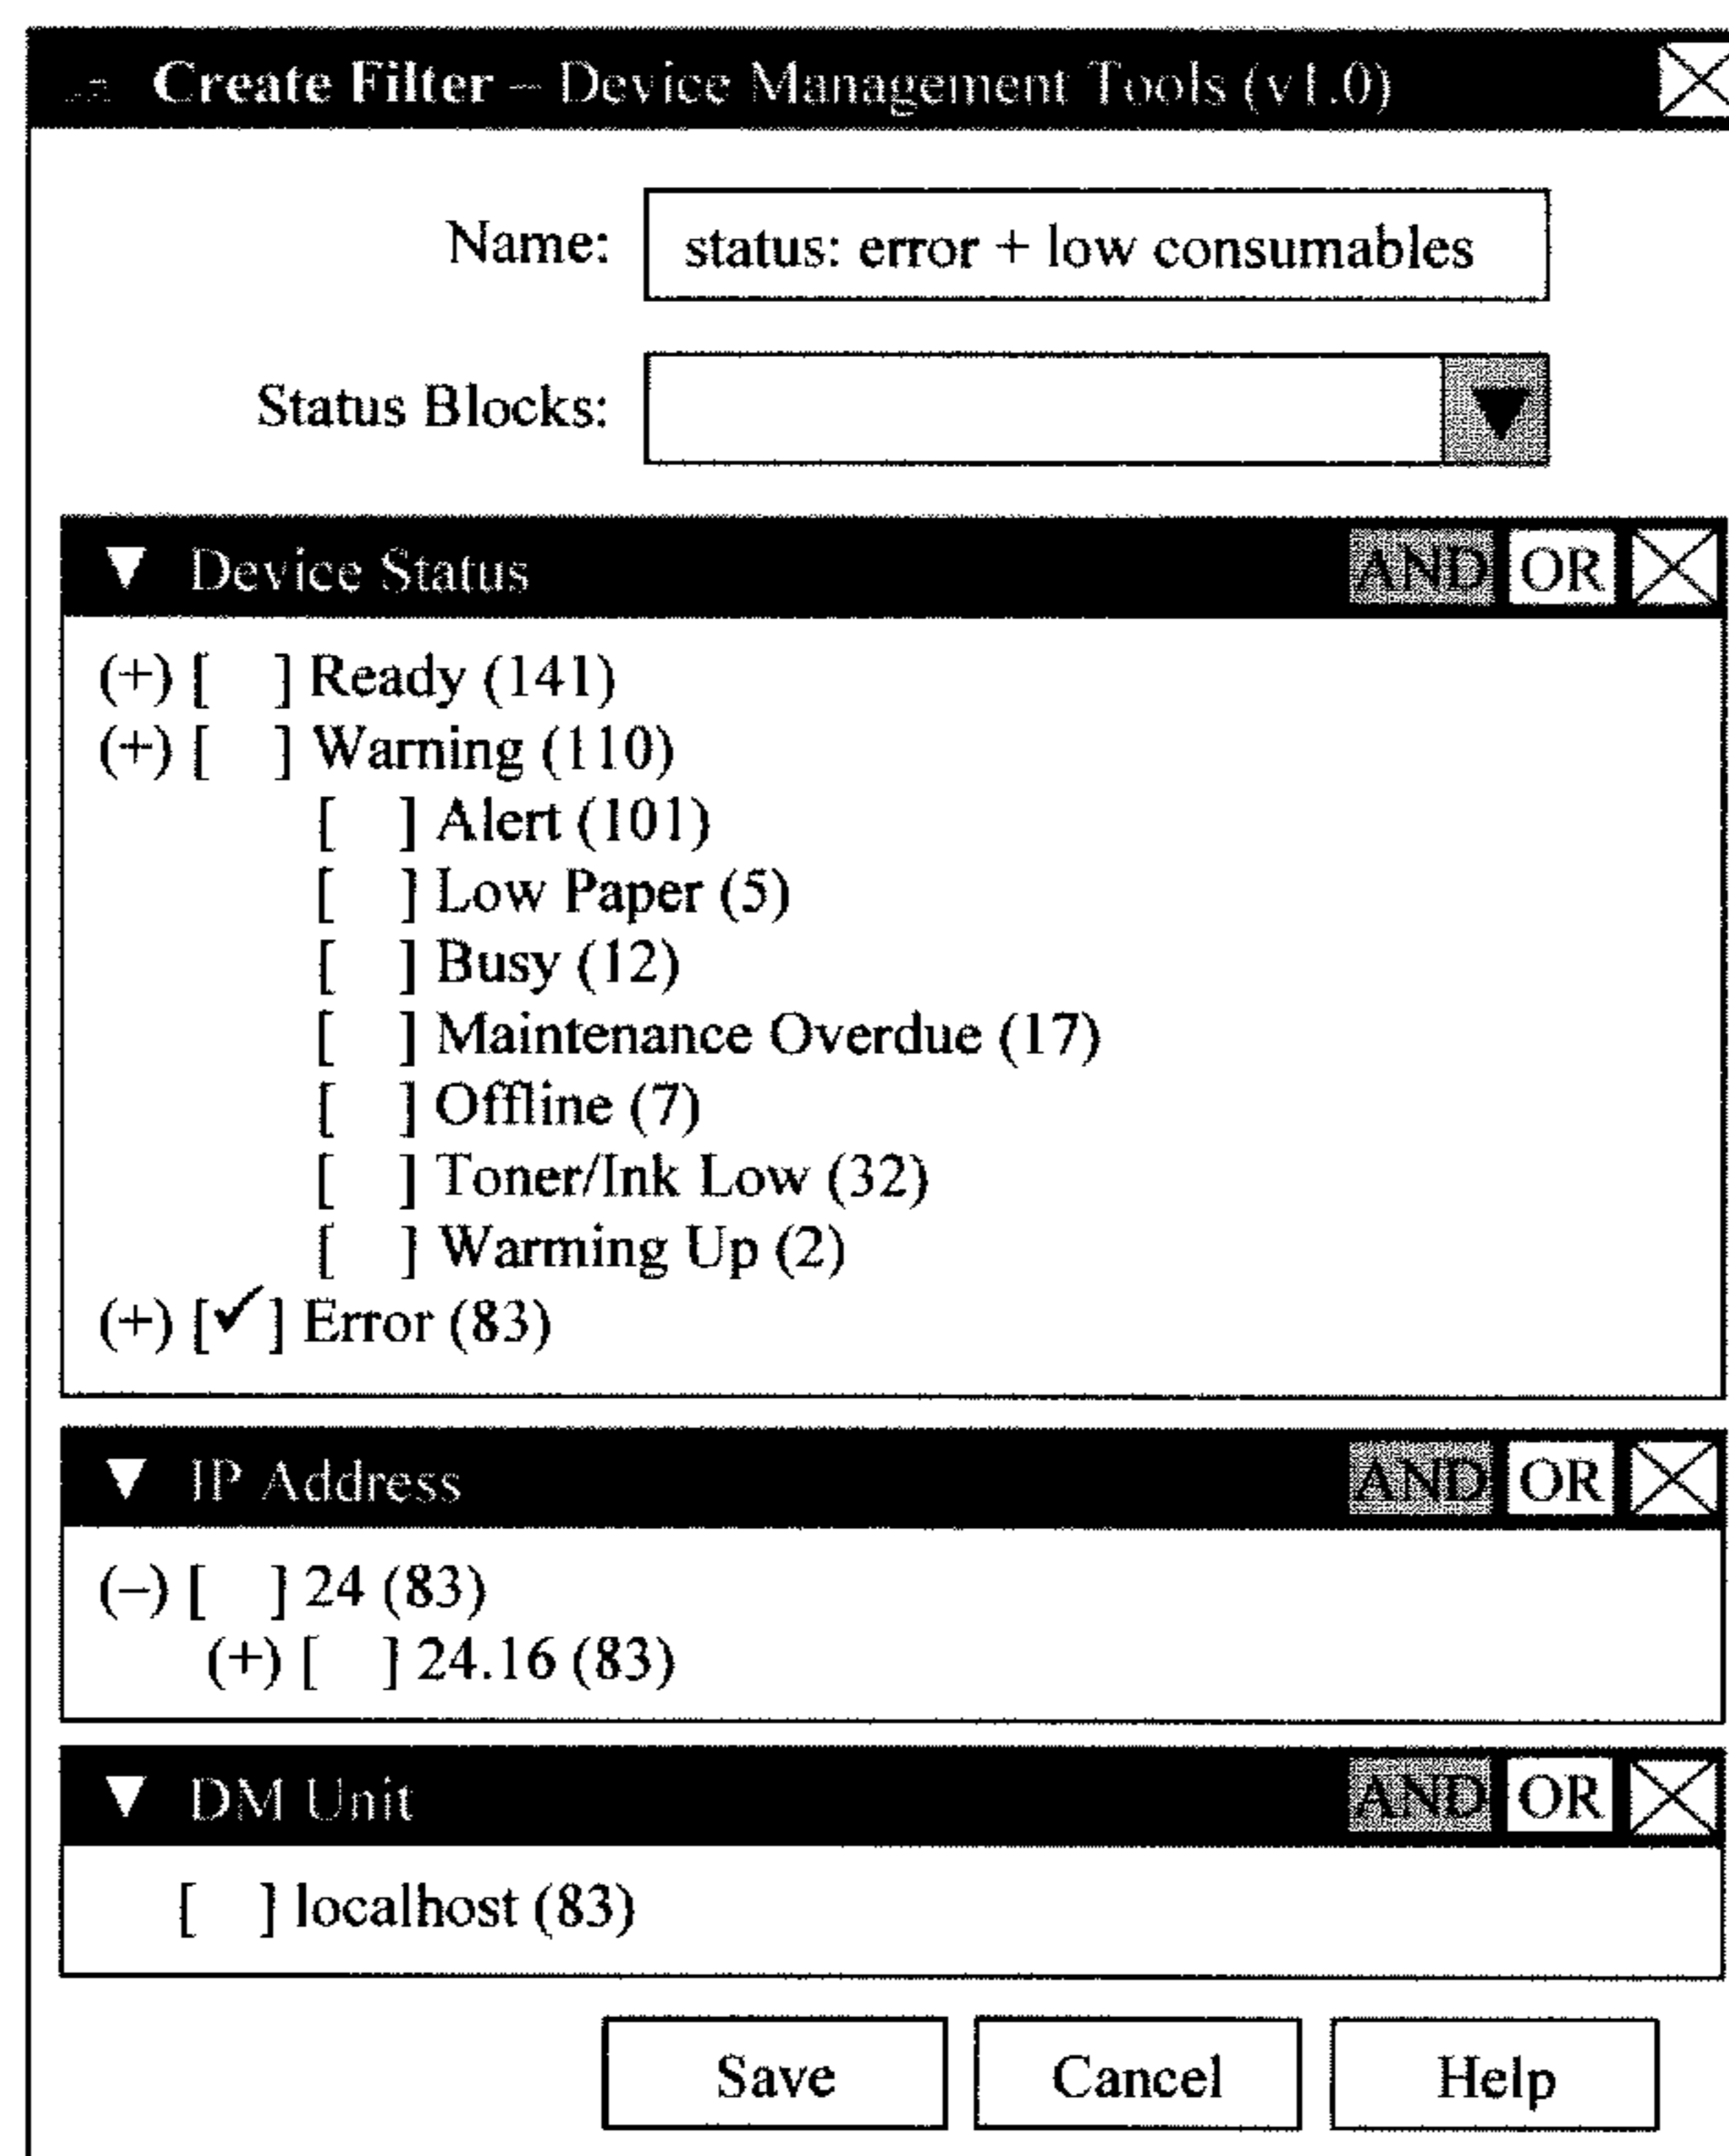 Create Filter – Device Management Tools (v1.0)
Name: status: error + low consumables
Status Blocks:
▼ Device Status AND OR
(+) [ ] Ready (141)
(+) [ ] Warning (110)
[ ] Alert (101)
[ ] Low Paper (5)
[ ] Busy (12)
[ ] Maintenance Overdue (17)
[ ] Offline (7)
[ ] Toner/Ink Low (32)
[ ] Warming Up (2)
(+) [✓] Error (83)
▼ IP Address AND OR
(–) [ ] 24 (83)
(+) [ ] 24.16 (83)
▼ DM Unit AND OR
[ ] localhost (83)
Save Cancel Help